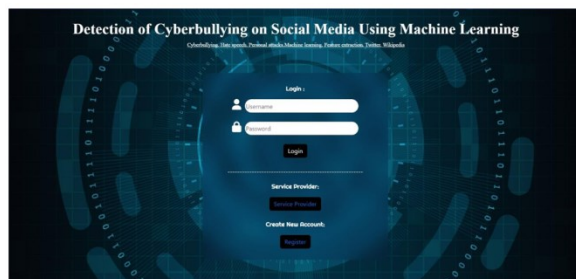 Detection of Cyberbullying on Social Media Using Machine Learning
Cyberbullying, Hate speech, Personal attacks,Machine learning, Feature extraction, Twitter, Wikipedia
Login :
Username
Password
Login
Service Provider:
Service Provider
Create New Account:
Register